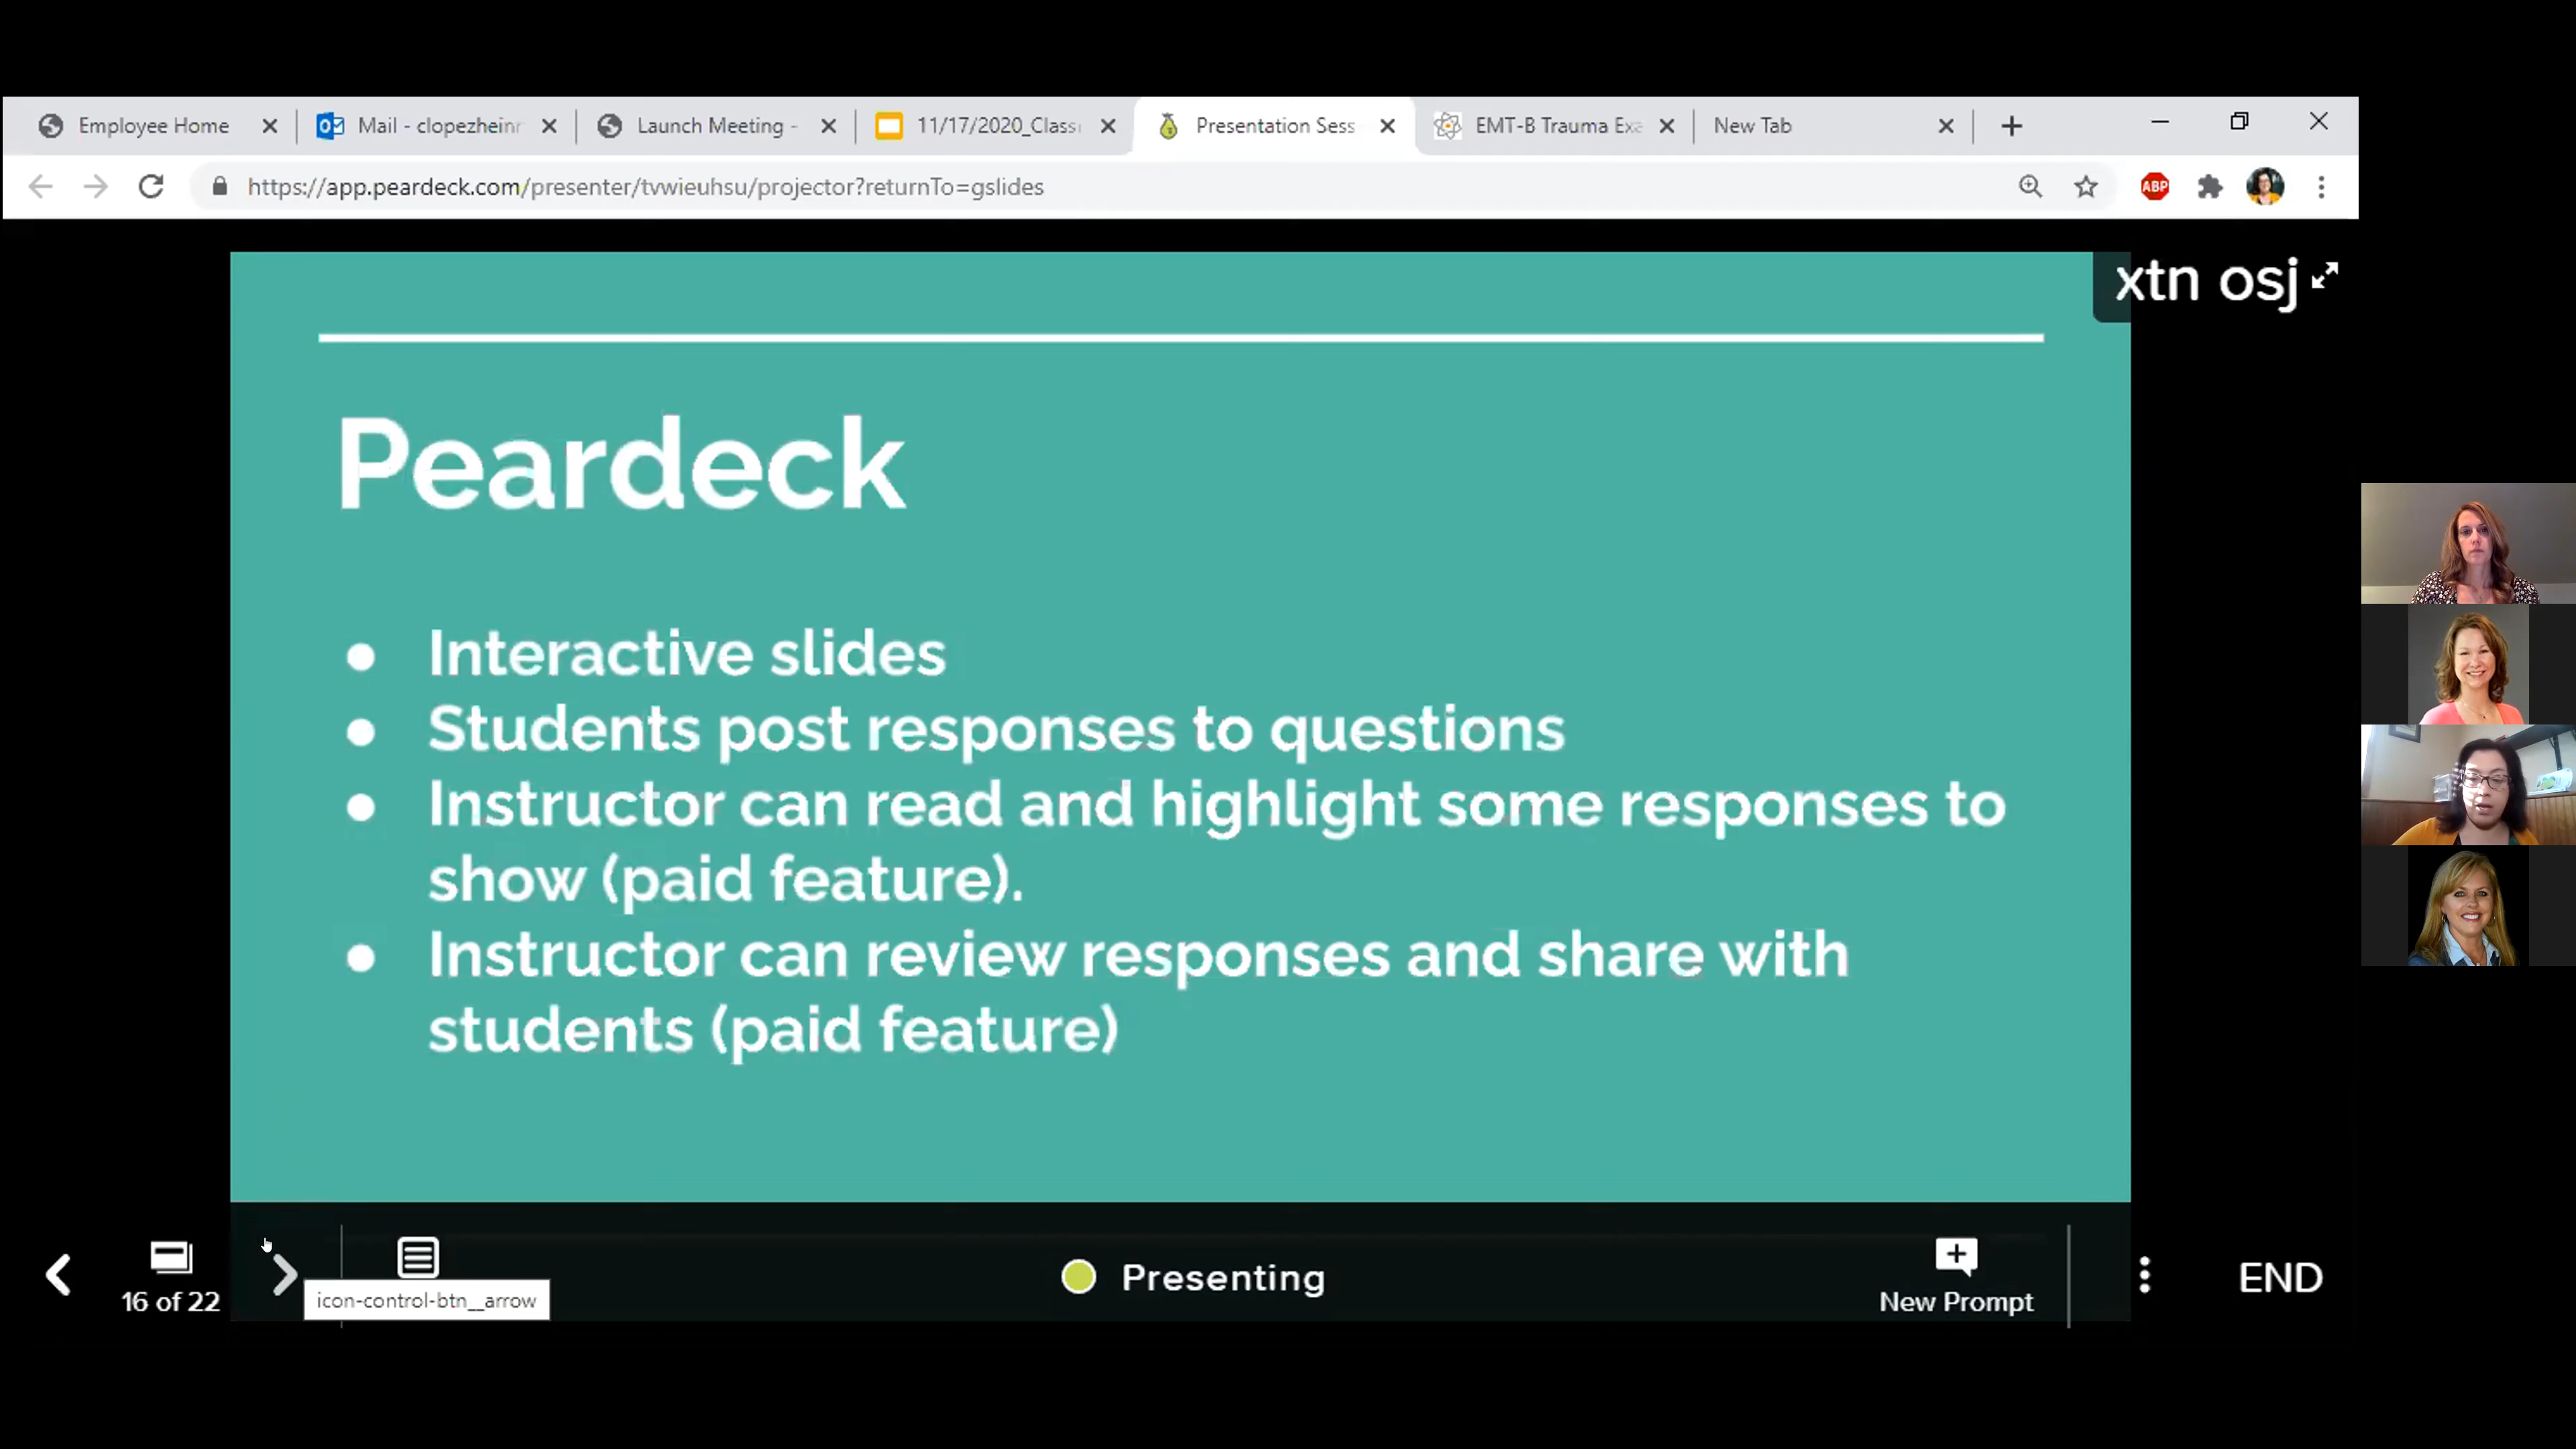 Employee Home
Mail - clopezheinr
Launch Meeting -
11/17/2020_Class
Presentation Sess
EMT-B Trauma Exa
New Tab
https://app.peardeck.com/presenter/tvwieuhsu/projector?returnTo=gslides
ABP
xtn osj
Peardeck
● Interactive slides
● Students post responses to questions
● Instructor can read and highlight some responses to
show (paid feature).
● Instructor can review responses and share with
students (paid feature)
16 of 22
icon-control-btn__arrow
Presenting
New Prompt
END